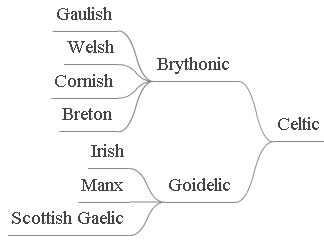 Gaulish
Welsh
Cornish
Breton
Brythonic
Irish
Manx
Scottish Gaelic
Goidelic
Celtic